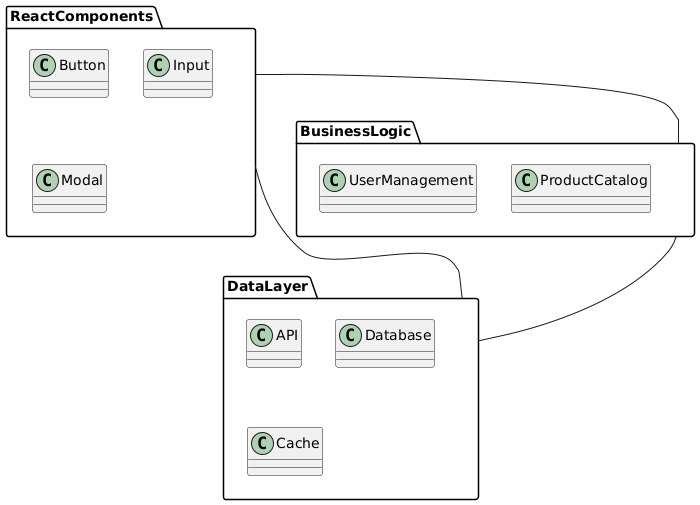 ReactComponents
C Button
C Input
C Modal
BusinessLogic
C UserManagement
C ProductCatalog
DataLayer
C API
C Database
C Cache